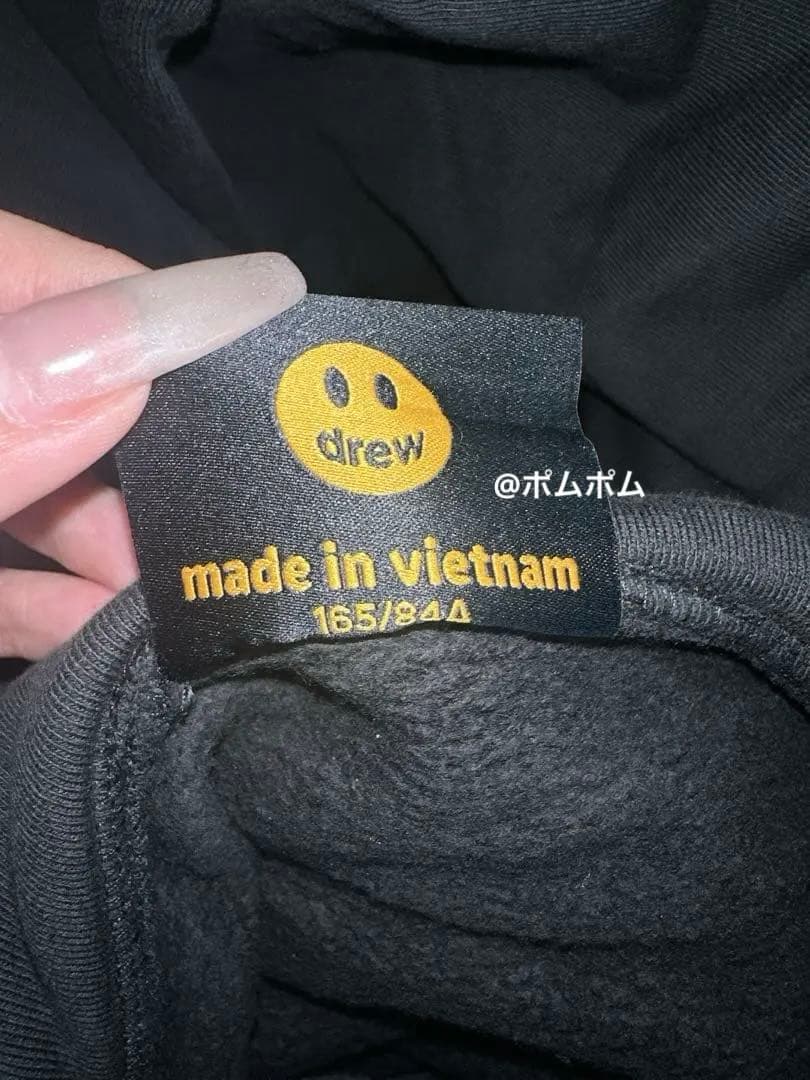 drew
@ポムポム
made in vietnam
165/84A